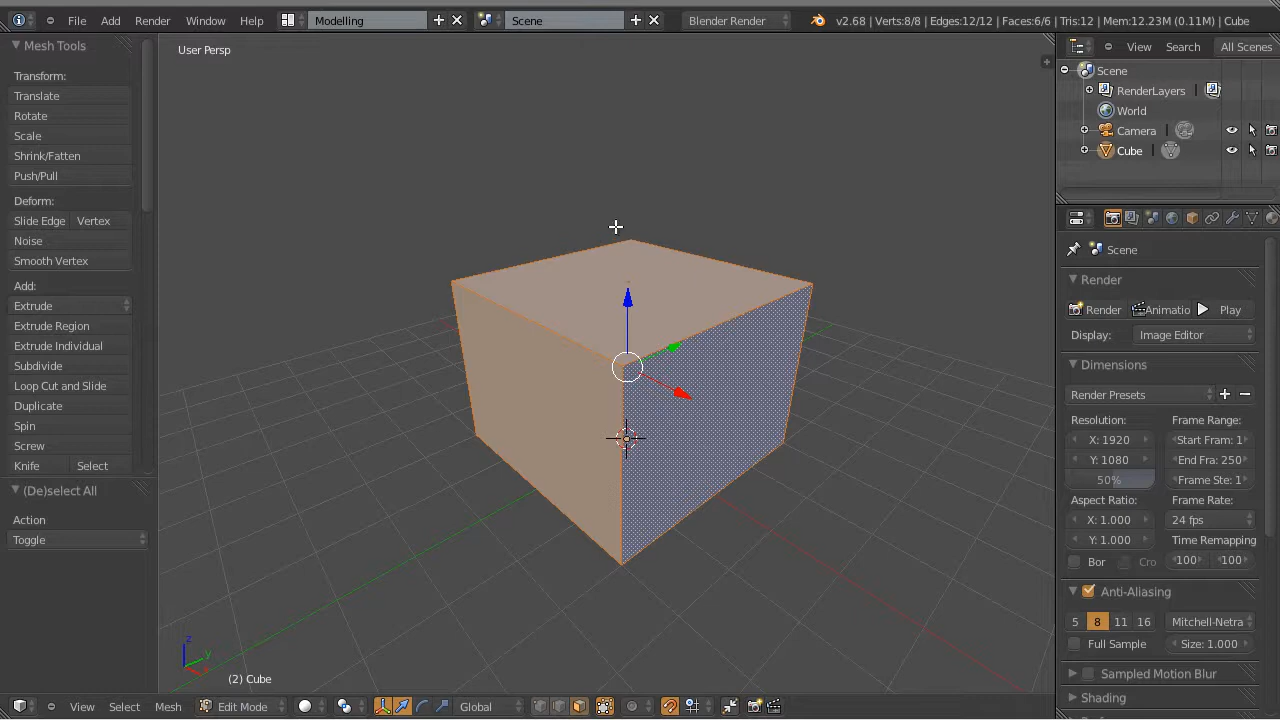 File Add Render Window Help Modelling Scene Blender Render v2.68 | Verts:8/8 | Edges:12/12 | Faces:6/6 | Tris:12 | Mem:12.23M (0.11M) | Cube
Mesh Tools
Transform:
Translate
Rotate
Scale
Shrink/Fatten
Push/Pull
Deform:
Slide Edge Vertex
Noise
Smooth Vertex
Add:
Extrude
Extrude Region
Extrude Individual
Subdivide
Loop Cut and Slide
Duplicate
Spin
Screw
Knife Select
(De)select All
Action
Toggle
User Persp
z
y
(2) Cube
View Select Mesh Edit Mode Global
View Search All Scenes
Scene
RenderLayers |
World
Camera |
Cube |
Scene
Render
Render Animatio Play
Display: Image Editor
Dimensions
Render Presets
Resolution: Frame Range:
X: 1920 Start Fram: 1
Y: 1080 End Fra: 250
50% Frame Ste: 1
Aspect Ratio: Frame Rate:
X: 1.000 24 fps
Y: 1.000 Time Remapping
Bor Cro 100 100
Anti-Aliasing
5 8 11 16 Mitchell-Netra
Full Sample Size: 1.000
Sampled Motion Blur
Shading